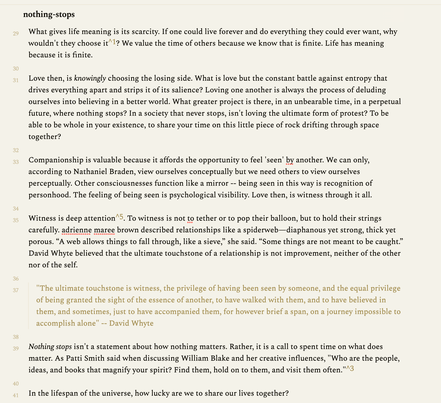 nothing-stops
29 What gives life meaning is its scarcity. If one could live forever and do everything they could ever want, why
wouldn't they choose it^1? We value the time of others because we know that is finite. Life has meaning
because it is finite.
30
31 Love then, is knowingly choosing the losing side. What is love but the constant battle against entropy that
drives everything apart and strips it of its salience? Loving one another is always the process of deluding
ourselves into believing in a better world. What greater project is there, in an unbearable time, in a perpetual
future, where nothing stops? In a society that never stops, isn't loving the ultimate form of protest? To be
able to be whole in your existence, to share your time on this little piece of rock drifting through space
together?
32
33 Companionship is valuable because it affords the opportunity to feel 'seen' by another. We can only,
according to Nathaniel Braden, view ourselves conceptually but we need others to view ourselves
perceptually. Other consciousnesses function like a mirror -- being seen in this way is recognition of
personhood. The feeling of being seen is psychological visibility. Love then, is witness through it all.
34
35 Witness is deep attention^5. To witness is not to tether or to pop their balloon, but to hold their strings
carefully. adrienne maree brown described relationships like a spiderweb—diaphanous yet strong, thick yet
porous. “A web allows things to fall through, like a sieve,” she said. “Some things are not meant to be caught.”
David Whyte believed that the ultimate touchstone of a relationship is not improvement, neither of the other
nor of the self.
36
37 "The ultimate touchstone is witness, the privilege of having been seen by someone, and the equal privilege
of being granted the sight of the essence of another, to have walked with them, and to have believed in
them, and sometimes, just to have accompanied them, for however brief a span, on a journey impossible to
accomplish alone" -- David Whyte
38
39 Nothing stops isn't a statement about how nothing matters. Rather, it is a call to spent time on what does
matter. As Patti Smith said when discussing William Blake and her creative influences, "Who are the people,
ideas, and books that magnify your spirit? Find them, hold on to them, and visit them often."^3
40
41 In the lifespan of the universe, how lucky are we to share our lives together?